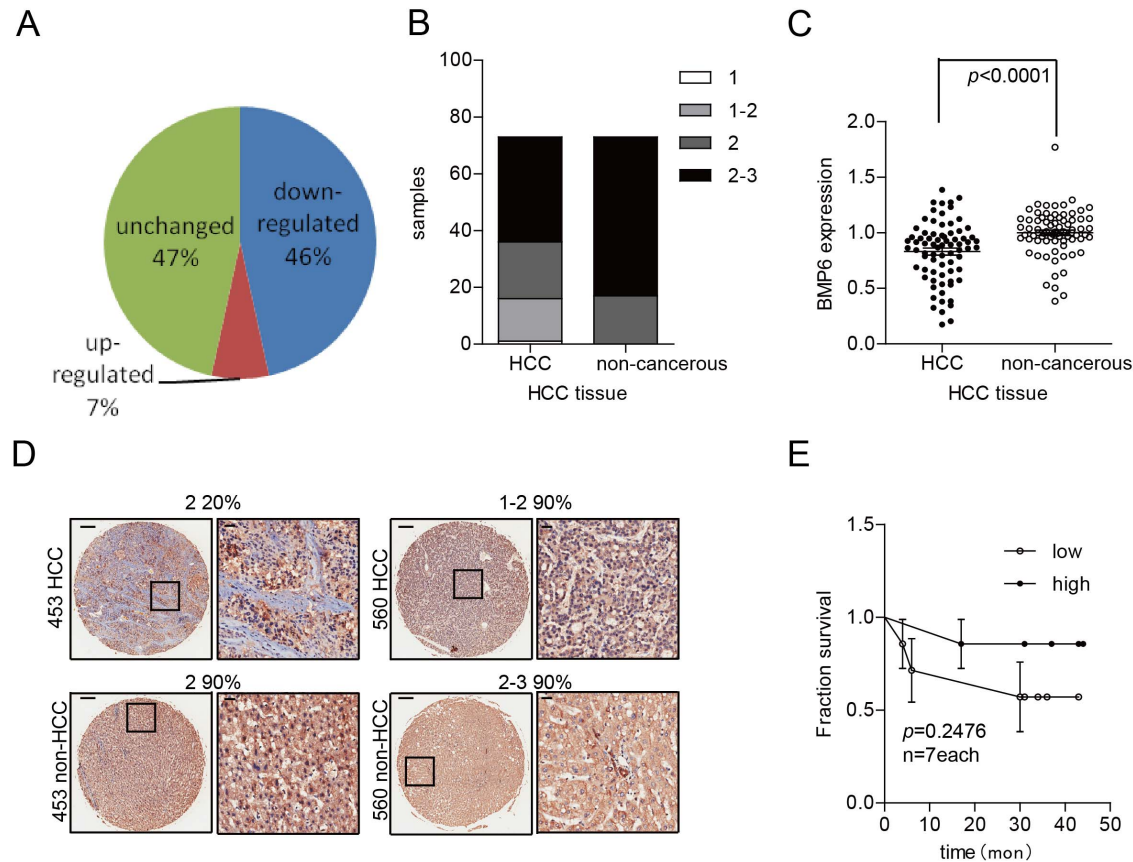 A
unchanged
47%
down-
regulated
46%
up-
regulated
7%
B
100
80
60
40
20
0
samples
HCC
non-cancerous
HCC tissue
1
1-2
2
2-3
C
p<0.0001
2.0
1.5
1.0
0.5
0.0
BMP6 expression
HCC
non-cancerous
HCC tissue
D
2 20%
1-2 90%
453 HCC
560 HCC
2 90%
2-3 90%
453 non-HCC
560 non-HCC
E
1.5
1.0
0.5
0.0
Fraction survival
low
high
p=0.2476
n=7each
0
10
20
30
40
50
time (mon)